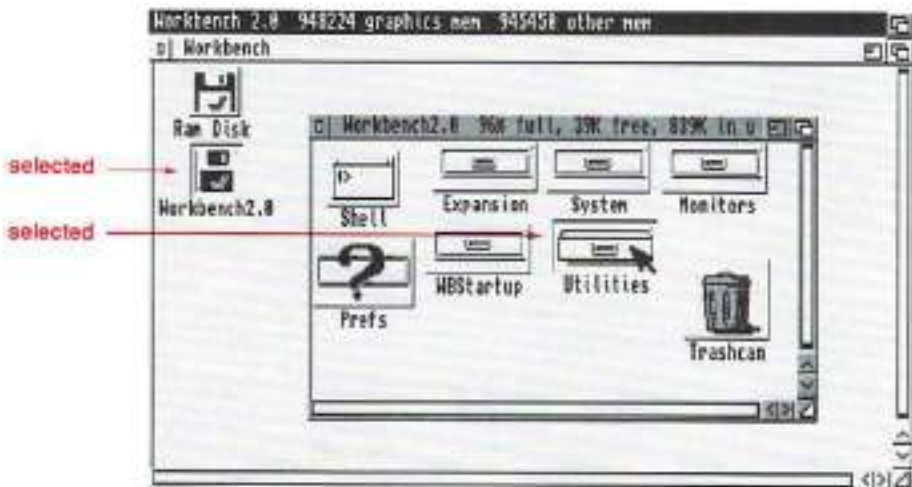 Workbench 2.0 948224 graphics mem 945450 other mem
Workbench
Ram Disk
selected
Workbench2.0
selected
Workbench2.0 96% full, 39K free, 839K in u
Shell
Expansion
System
Monitors
Prefs
WBStartup
Utilities
Trashcan